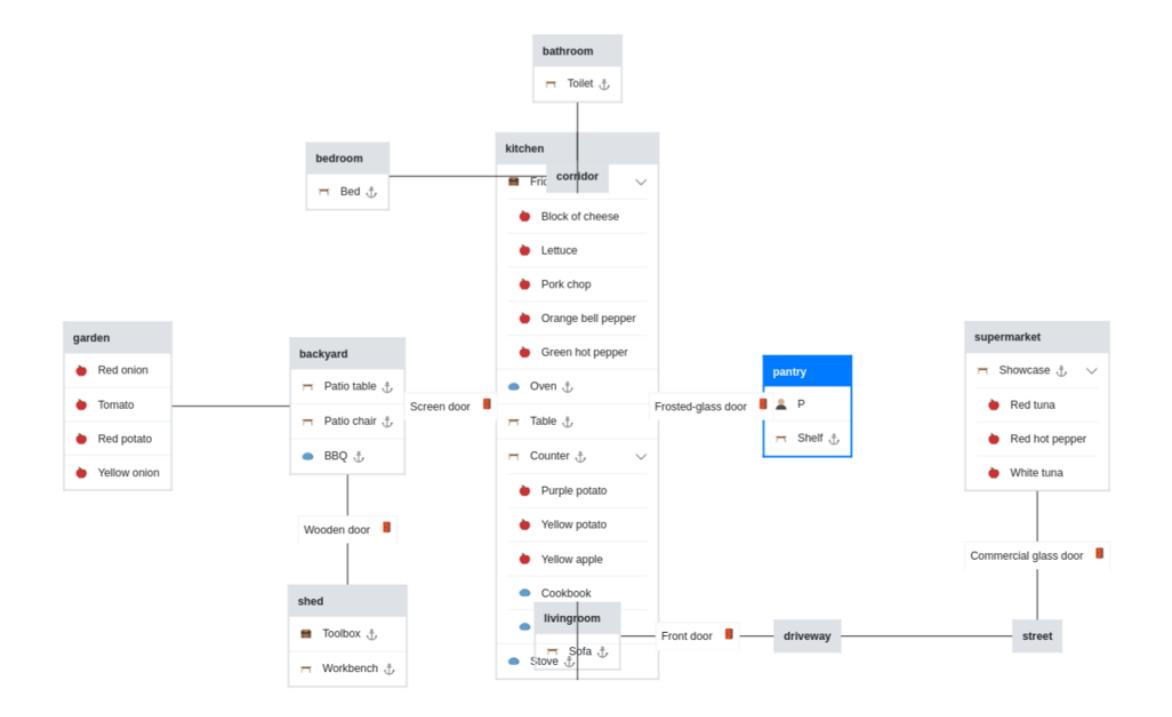 bathroom
Toilet
kitchen
bedroom
corridor
Bed
Block of cheese
Lettuce
Pork chop
Orange bell pepper
Green hot pepper
garden
Red onion
Tomato
Red potato
Yellow onion
backyard
Patio table
Patio chair
BBQ
Screen door
Oven
Table
Counter
Purple potato
Yellow potato
Yellow apple
Cookbook
Frosted-glass door
pantry
P
Shelf
supermarket
Showcase
Red tuna
Red hot pepper
White tuna
Wooden door
Commercial glass door
shed
Toolbox
Workbench
livingroom
Sofa
Stove
Front door
driveway
street